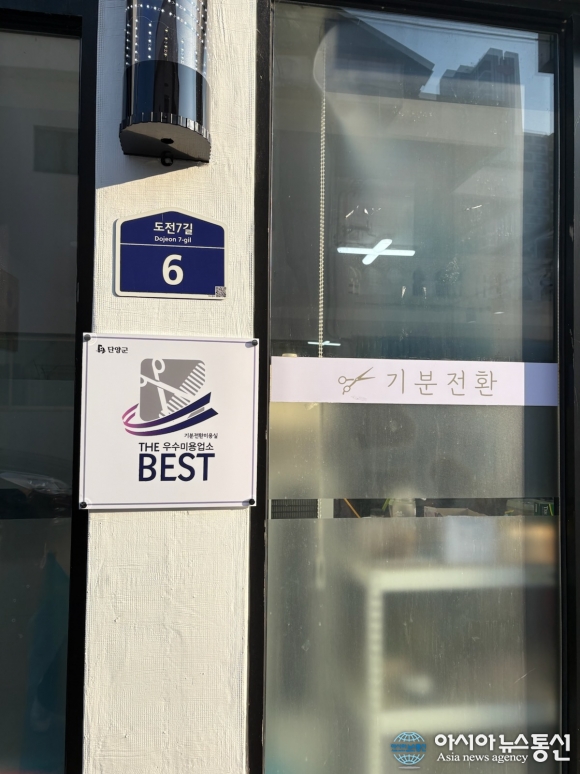 도전7길
Dojeon 7-gil
6
단양군
기분전환미용실
THE 우수미용업소
BEST
기분전환
아시아뉴스통신
Asia news agency